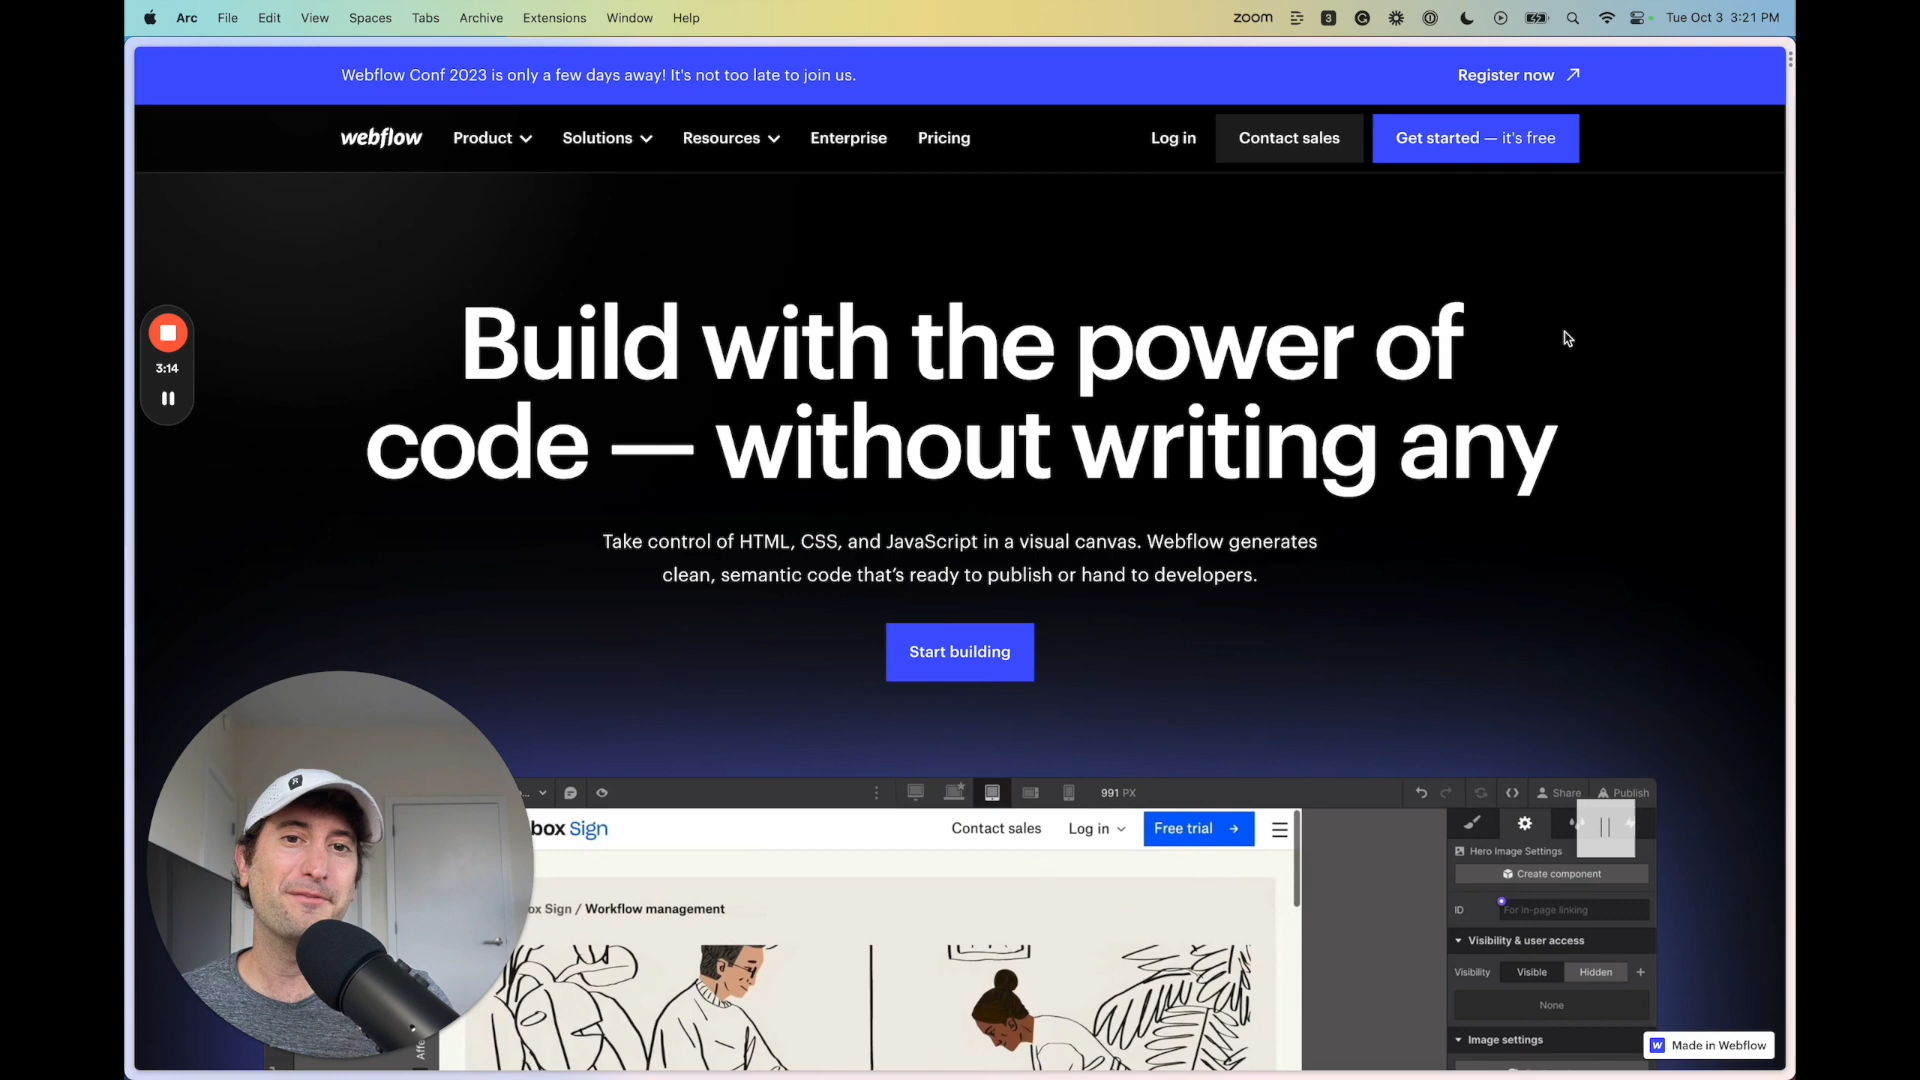 Arc File Edit View Spaces Tabs Archive Extensions Window Help zoom 3 Tue Oct 3 3:21 PM
Webflow Conf 2023 is only a few days away! It's not too late to join us. Register now
webflow Product Solutions Resources Enterprise Pricing Log in Contact sales Get started — it's free
Build with the power of
code — without writing any
3:14
Take control of HTML, CSS, and JavaScript in a visual canvas. Webflow generates
clean, semantic code that’s ready to publish or hand to developers.
Start building
991 PX Share Publish
box Sign Contact sales Log in Free trial
Hero Image Settings
Create component
ox Sign / Workflow management
ID For in-page linking
Visibility & user access
Visibility Visible Hidden
None
Image settings
Affe
W Made in Webflow